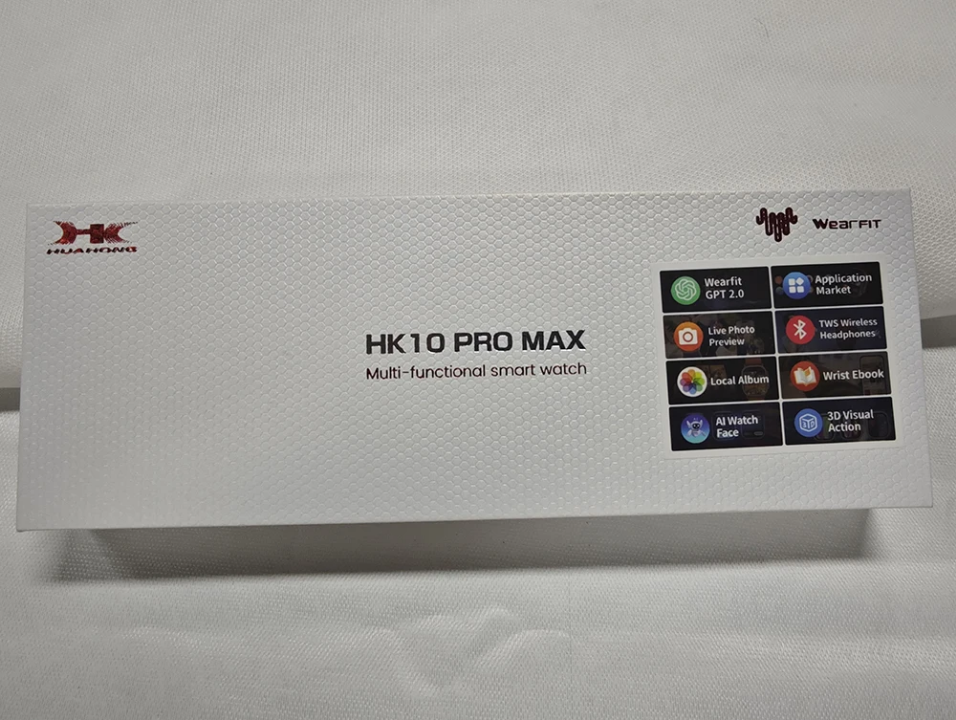 HK
HUAHONG
WearFit
HK10 PRO MAX
Multi-functional smart watch
Wearfit
GPT 2.0
Application
Market
Live Photo
Preview
TWS Wireless
Headphones
Local Album
Wrist Ebook
AI Watch
Face
3D Visual
Action